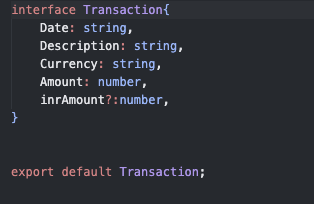 interface Transaction{
    Date: string,
    Description: string,
    Currency: string,
    Amount: number,
    inrAmount?:number,
}
export default Transaction;